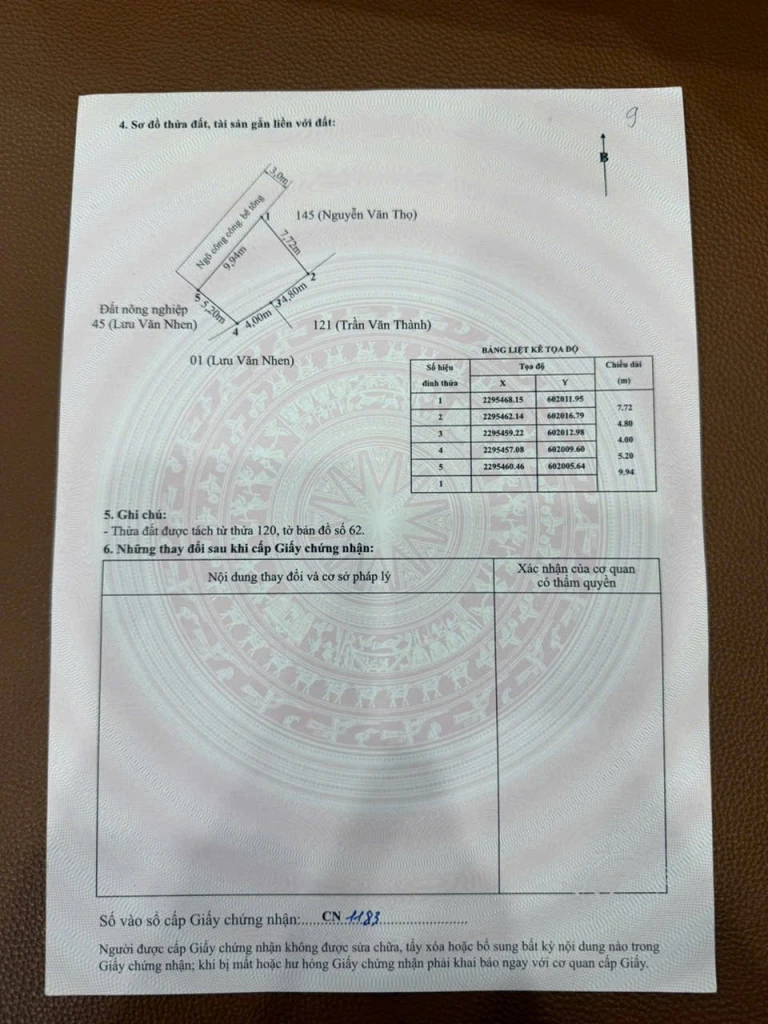 9
4. Sơ đồ thửa đất, tài sản gắn liền với đất:
B
3,0m
Ngõ công cộng bê tông
1
145 (Nguyễn Văn Thọ)
7,72m
9,94m
2
5
5,20m
4,00m
3
4,80m
4
Đất nông nghiệp
45 (Lưu Văn Nhen)
121 (Trần Văn Thành)
01 (Lưu Văn Nhen)
BẢNG LIỆT KÊ TỌA ĐỘ
Số hiệu đỉnh thửa | Tọa độ | Chiều dài (m)
X | Y
1 | 2295468.15 | 602011.95
7.72
2 | 2295462.14 | 602016.79
4.80
3 | 2295459.22 | 602012.98
4.00
4 | 2295457.08 | 602009.60
5.20
5 | 2295460.46 | 602005.64
9.94
1
5. Ghi chú:
- Thửa đất được tách từ thửa 120, tờ bản đồ số 62.
6. Những thay đổi sau khi cấp Giấy chứng nhận:
Nội dung thay đổi và cơ sở pháp lý
Xác nhận của cơ quan
có thẩm quyền
Số vào sổ cấp Giấy chứng nhận:.....CN 1183.....................
Người được cấp Giấy chứng nhận không được sửa chữa, tẩy xóa hoặc bổ sung bất kỳ nội dung nào trong
Giấy chứng nhận; khi bị mất hoặc hư hỏng Giấy chứng nhận phải khai báo ngay với cơ quan cấp Giấy.